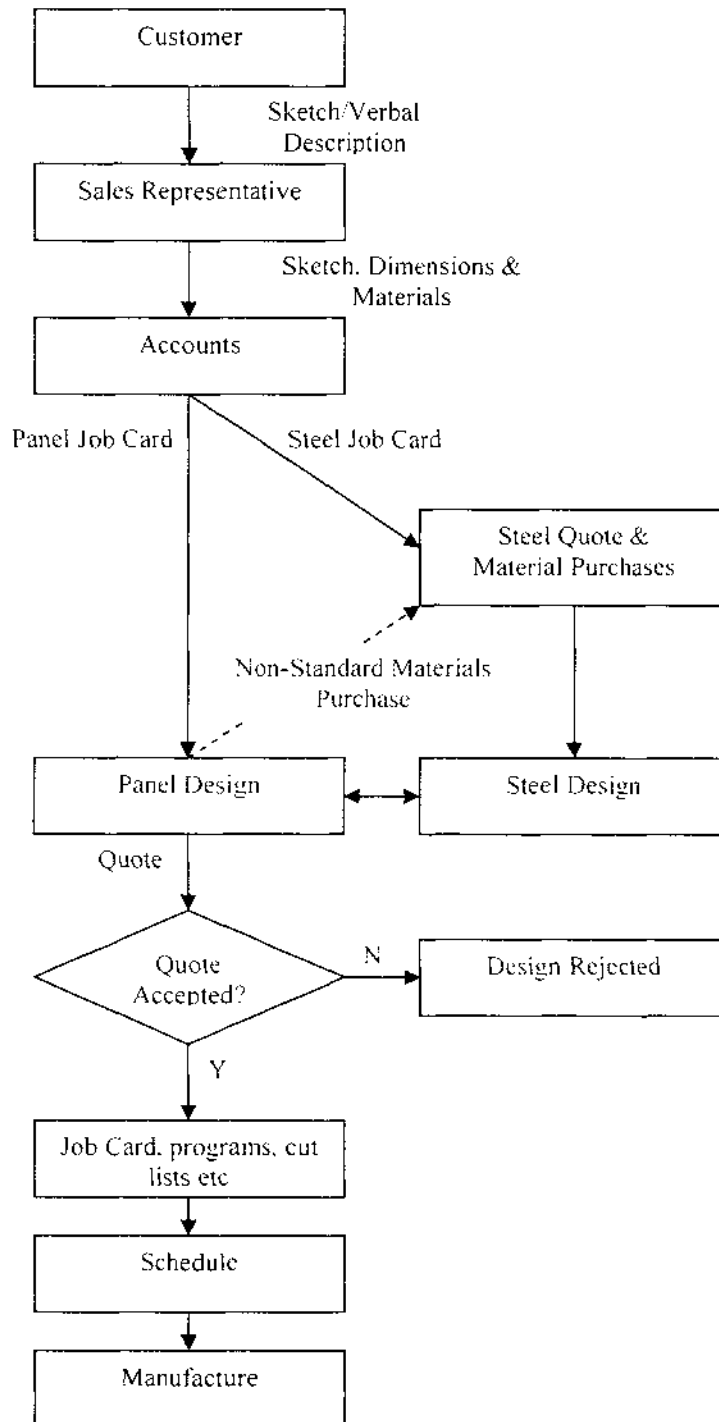 Customer
Sketch/Verbal
Description
Sales Representative
Sketch. Dimensions &
Materials
Accounts
Panel Job Card
Steel Job Card
Steel Quote &
Material Purchases
Non-Standard Materials
Purchase
Panel Design
Steel Design
Quote
Quote
Accepted?
N
Design Rejected
Y
Job Card. programs, cut
lists etc
Schedule
Manufacture